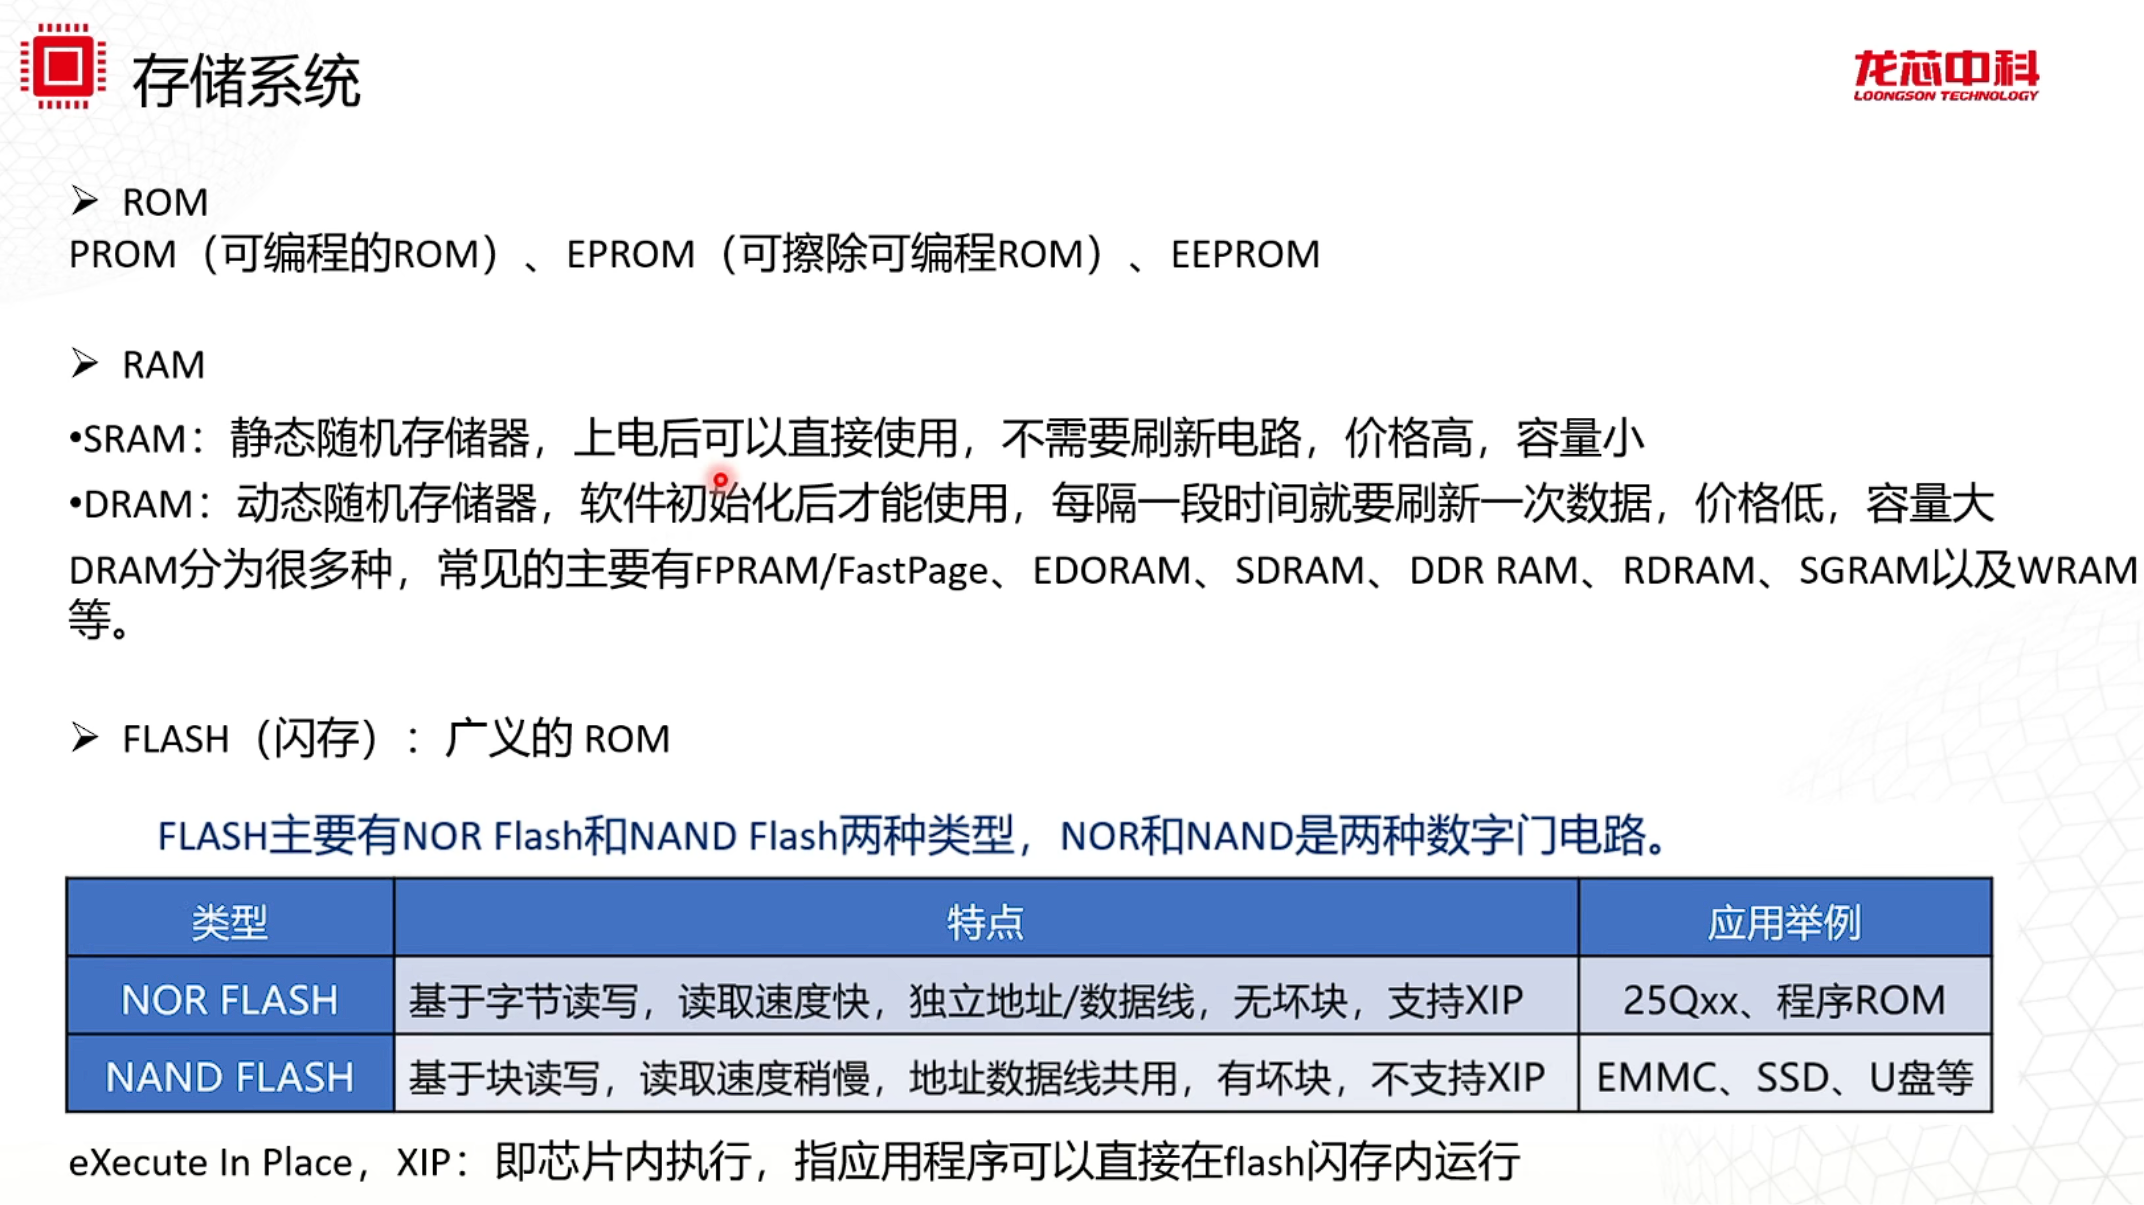 存储系统
龙芯中科
LOONGSON TECHNOLOGY
➢ ROM
PROM（可编程的ROM）、EPROM（可擦除可编程ROM）、EEPROM
➢ RAM
•SRAM：静态随机存储器，上电后可以直接使用，不需要刷新电路，价格高，容量小
•DRAM：动态随机存储器，软件初始化后才能使用，每隔一段时间就要刷新一次数据，价格低，容量大
DRAM分为很多种，常见的主要有FPRAM/FastPage、EDORAM、SDRAM、DDR RAM、RDRAM、SGRAM以及WRAM
等。
➢ FLASH（闪存）：广义的 ROM
FLASH主要有NOR Flash和NAND Flash两种类型，NOR和NAND是两种数字门电路。
类型 特点 应用举例
NOR FLASH 基于字节读写，读取速度快，独立地址/数据线，无坏块，支持XIP 25Qxx、程序ROM
NAND FLASH 基于块读写，读取速度稍慢，地址数据线共用，有坏块，不支持XIP EMMC、SSD、U盘等
eXecute In Place，XIP：即芯片内执行，指应用程序可以直接在flash闪存内运行